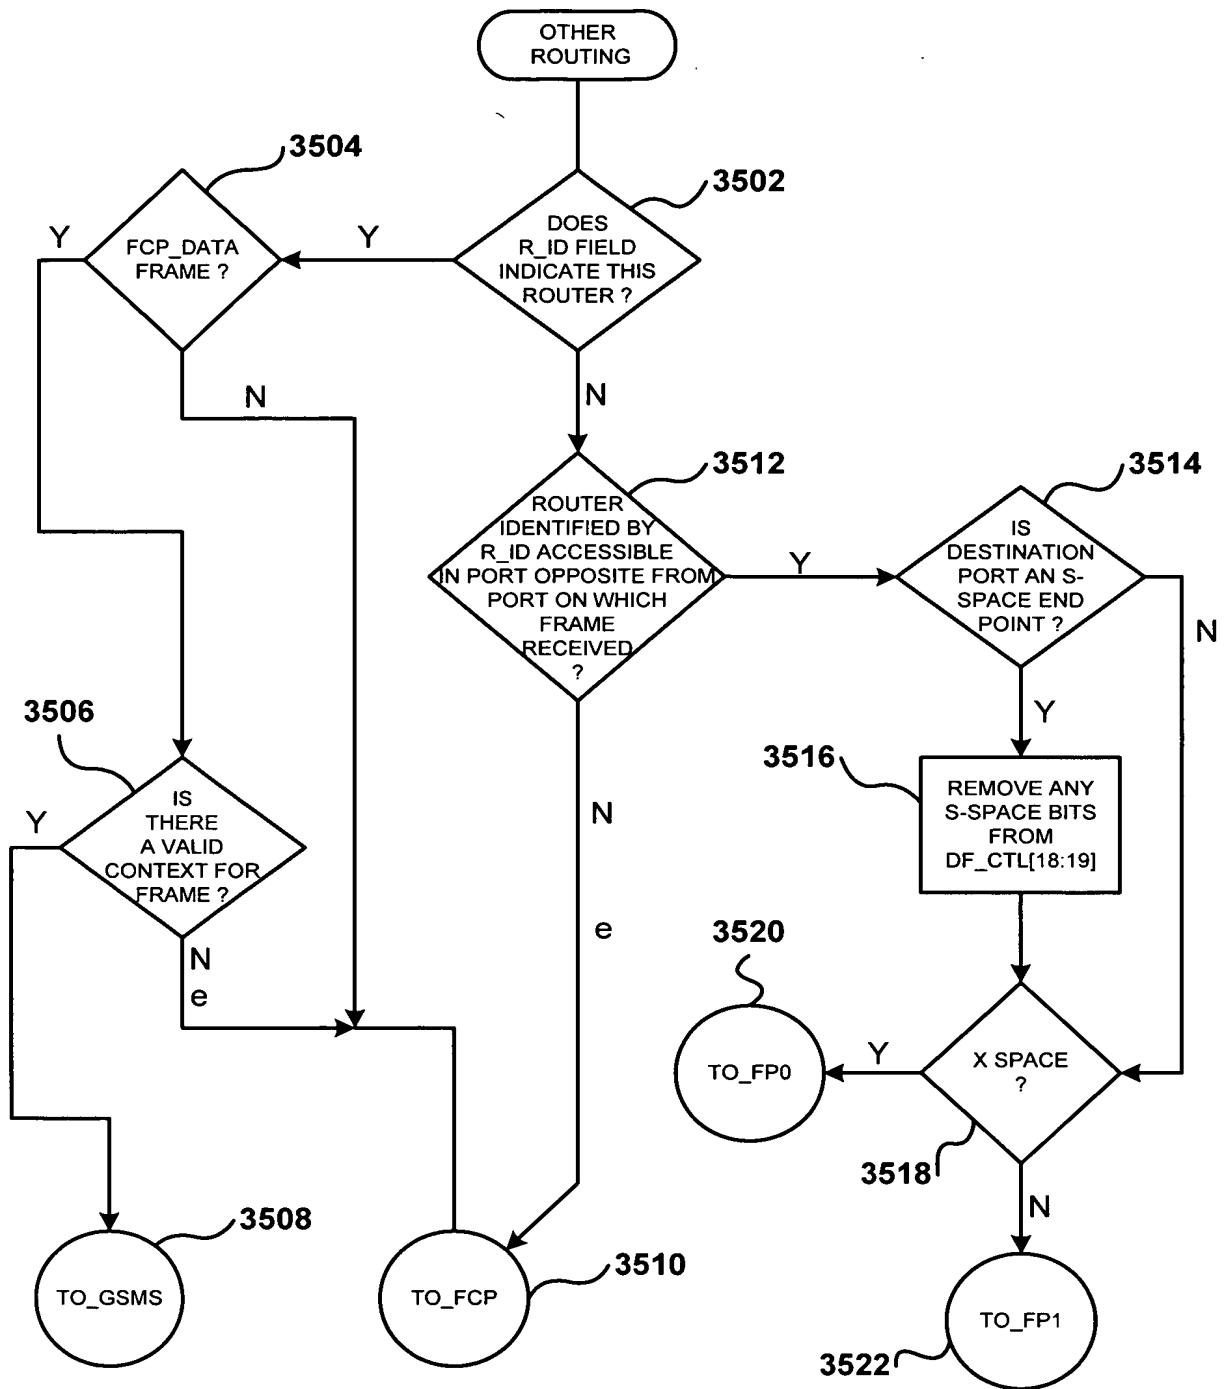 OTHER
ROUTING
3504
3502
DOES
R_ID FIELD
INDICATE THIS
ROUTER ?
Y
Y
FCP_DATA
FRAME ?
N
N
3512
3514
ROUTER
IDENTIFIED BY
R_ID ACCESSIBLE
IN PORT OPPOSITE FROM
PORT ON WHICH
FRAME
RECEIVED
?
Y
IS
DESTINATION
PORT AN S-
SPACE END
POINT ?
N
Y
3506
3516
REMOVE ANY
S-SPACE BITS
FROM
DF_CTL[18:19]
Y
IS
THERE
A VALID
CONTEXT FOR
FRAME ?
N
e
N
e
3520
TO_FP0
Y
X SPACE
?
3518
N
3508
TO_GSMS
TO_FCP
3510
TO_FP1
3522